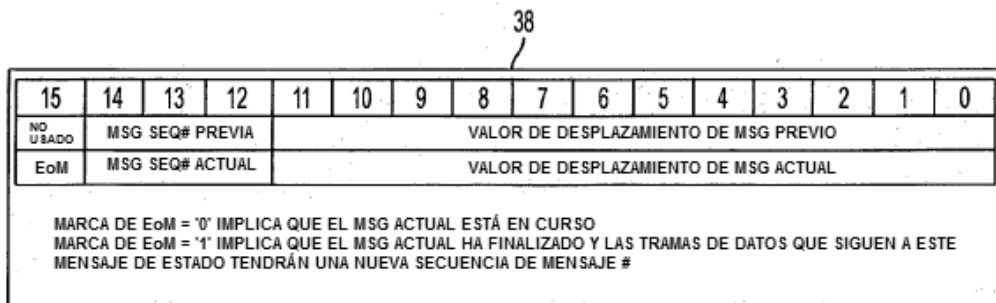 38
15 14 13 12 11 10 9 8 7 6 5 4 3 2 1 0
NO USADO MSG SEQ# PREVIA VALOR DE DESPLAZAMIENTO DE MSG PREVIO
EoM MSG SEQ# ACTUAL VALOR DE DESPLAZAMIENTO DE MSG ACTUAL
MARCA DE EoM = '0' IMPLICA QUE EL MSG ACTUAL ESTÁ EN CURSO
MARCA DE EoM = '1' IMPLICA QUE EL MSG ACTUAL HA FINALIZADO Y LAS TRAMAS DE DATOS QUE SIGUEN A ESTE
MENSAJE DE ESTADO TENDRÁN UNA NUEVA SECUENCIA DE MENSAJE #